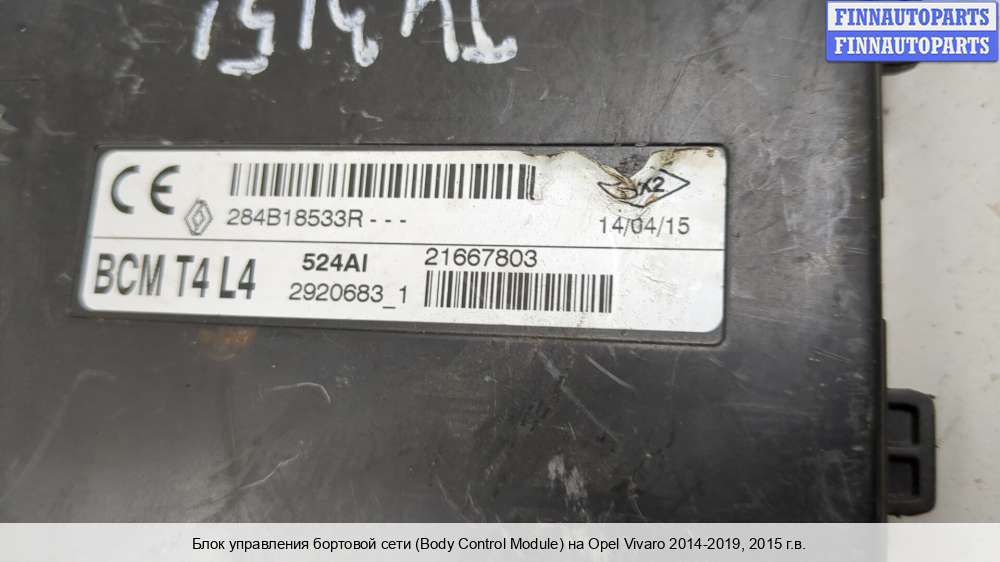 FINNAUTOPARTS
FINNAUTOPARTS
CE
284B18533R - - -
14/04/15
BCM T4 L4
524AI
21667803
2920683_1
Блок управления бортовой сети (Body Control Module) на Opel Vivaro 2014-2019, 2015 г.в.